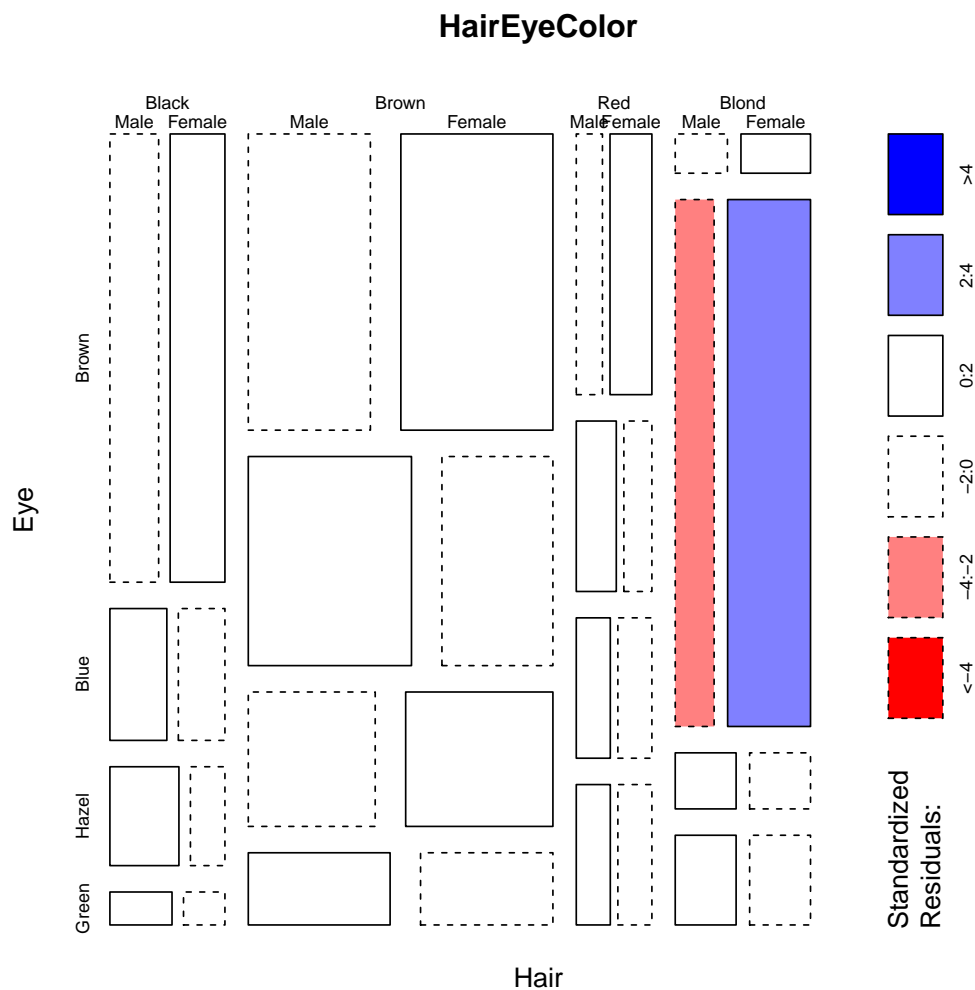 HairEyeColor
Black Brown Red Blond
Male Female Male Female Male Female Male Female
Brown
Blue
Hazel
Green
Eye
Hair
>4
2:4
0:2
−2:0
−4:−2
<−4
Standardized
Residuals: